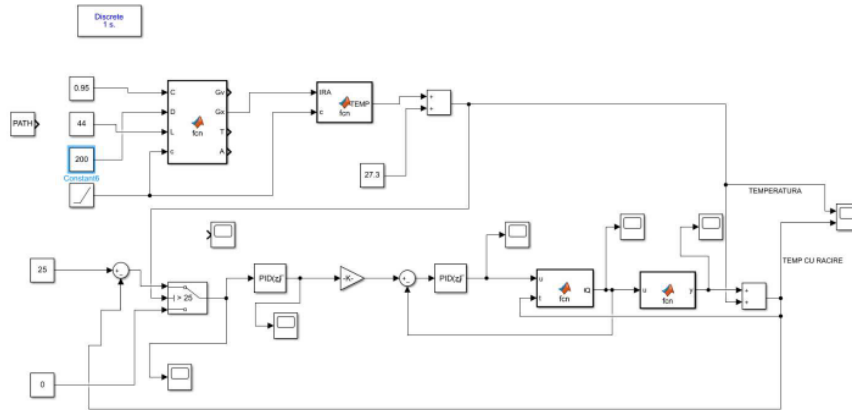 Discrete
1 s.
0.95
44
200
Constant6
PATH
C
D
L
c
Gv
Gx
T
A
fcn
IRA
c
TEMP
fcn
+
+
27.3
TEMPERATURA
TEMP CU RACIRE
25
+
-
> 25
0
PID(z)
-K-
+
-
PID(z)
u
t
IQ
fcn
u
y
fcn
+
+